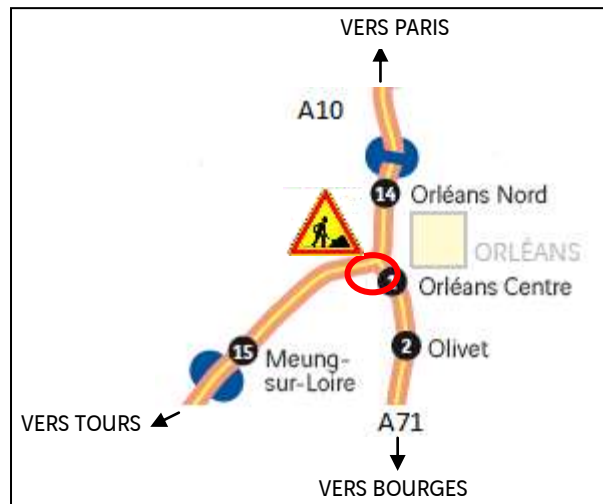 VERS PARIS
A10
14 Orléans Nord
ORLÉANS
Orléans Centre
2 Olivet
15 Meung-
sur-Loire
VERS TOURS
A71
VERS BOURGES